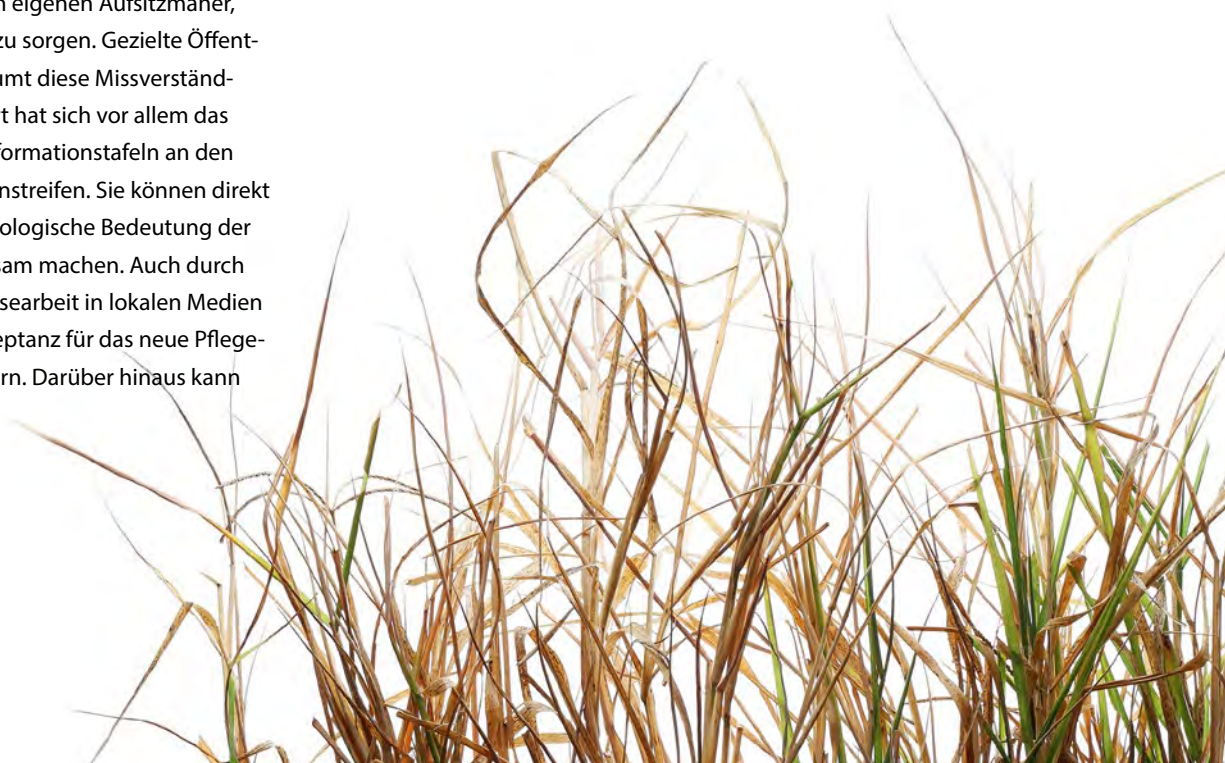 n eigenen Aufsitzmäher,
zu sorgen. Gezielte Öffent-
umt diese Missverständ-
t hat sich vor allem das
formationstafeln an den
nstreifen. Sie können direkt
ologische Bedeutung der
sam machen. Auch durch
searbeit in lokalen Medien
eptanz für das neue Pflege-
rn. Darüber hinaus kann